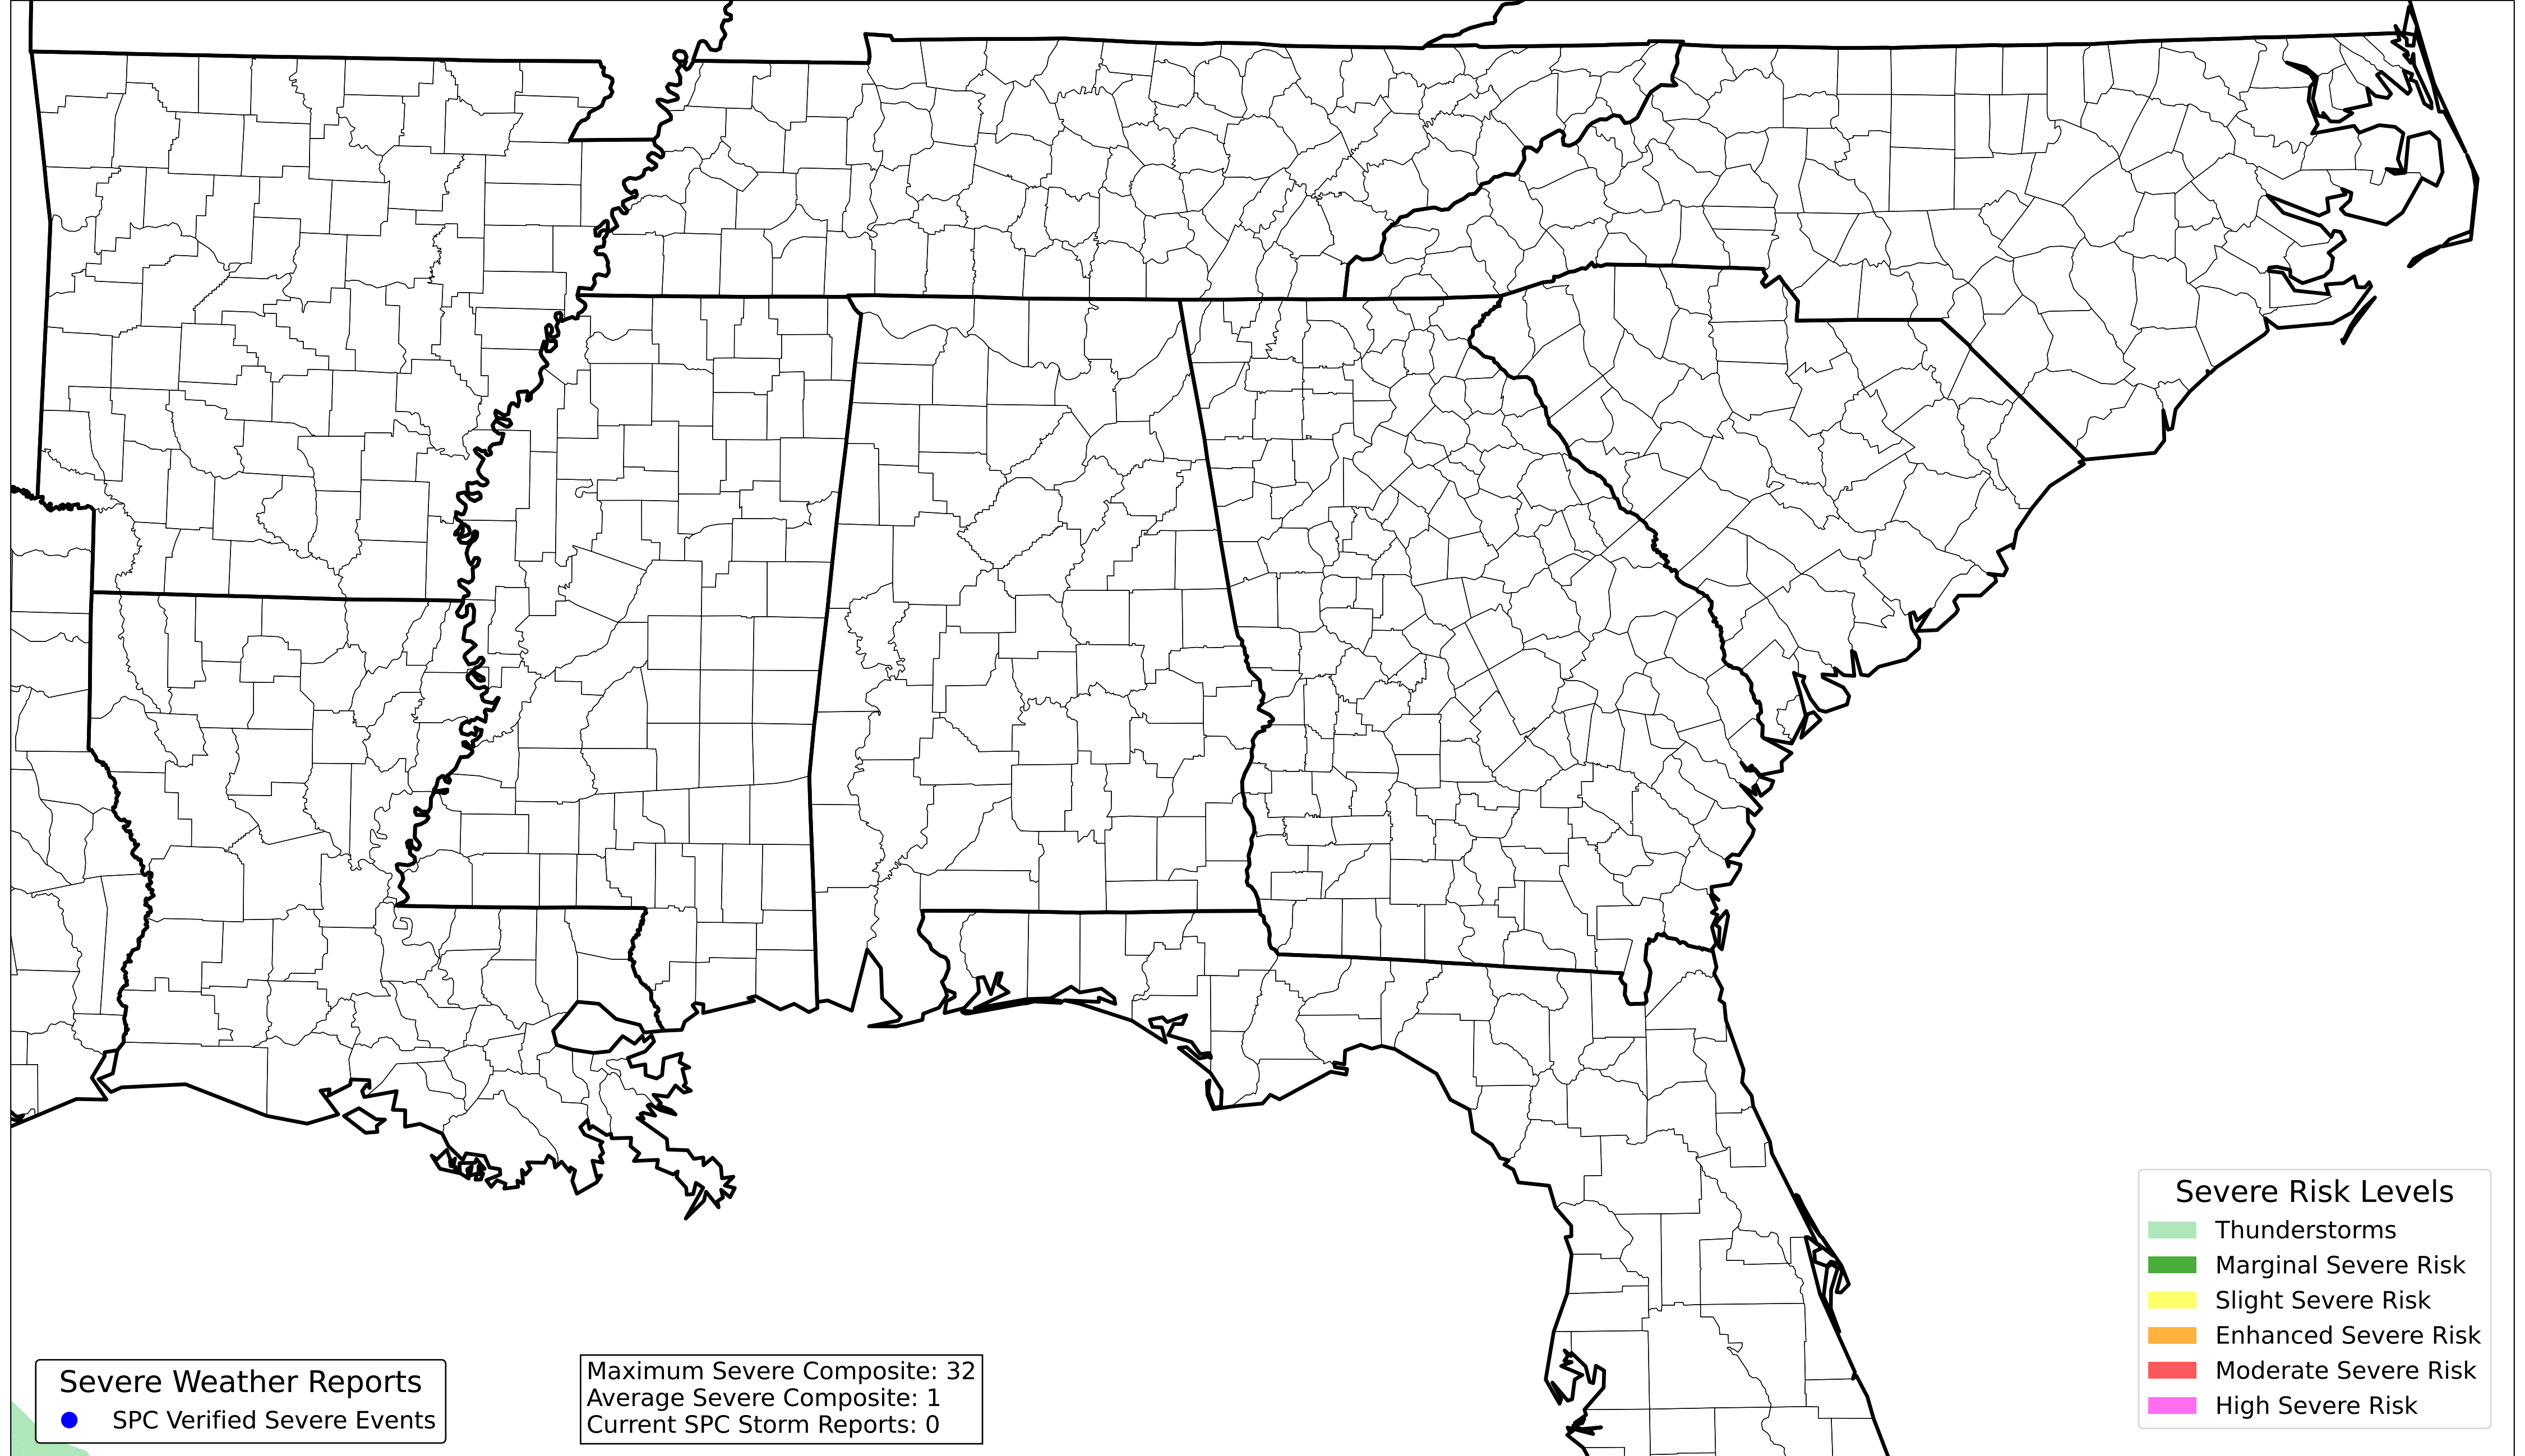 Severe Weather Reports
SPC Verified Severe Events
Maximum Severe Composite: 32
Average Severe Composite: 1
Current SPC Storm Reports: 0
Severe Risk Levels
Thunderstorms
Marginal Severe Risk
Slight Severe Risk
Enhanced Severe Risk
Moderate Severe Risk
High Severe Risk